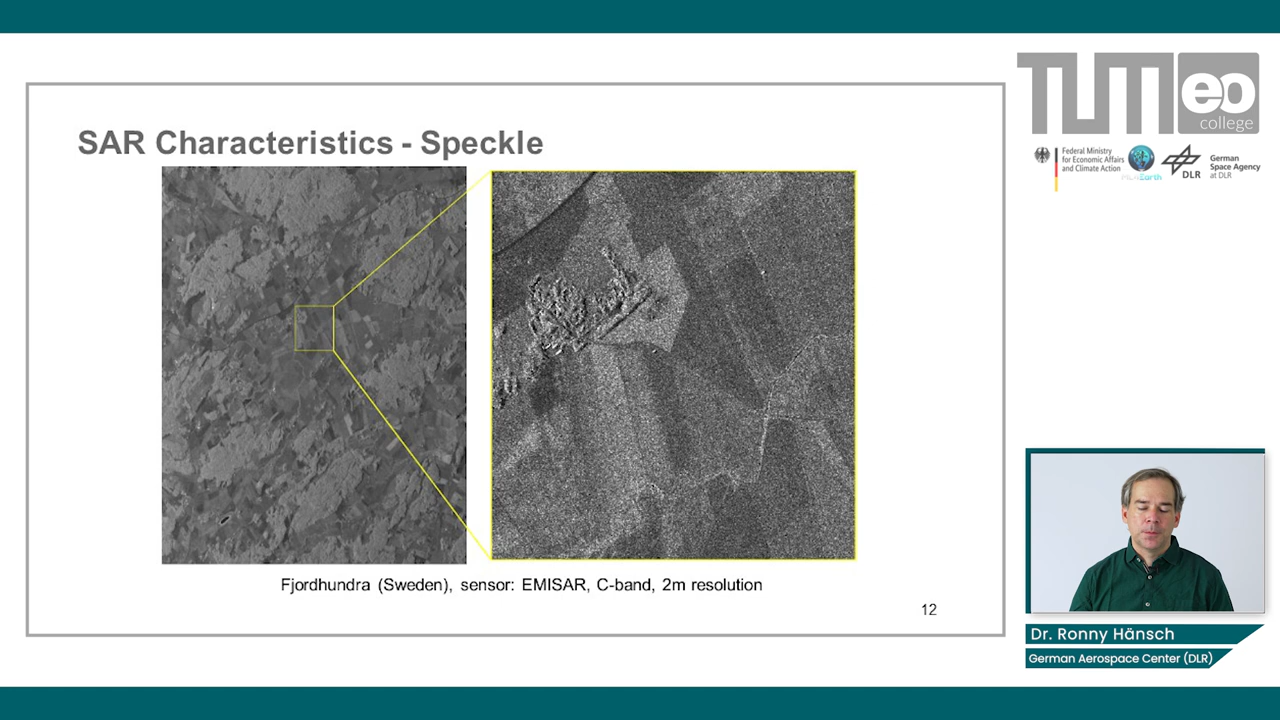 TUM eo
college
Federal Ministry
for Economic Affairs
and Climate Action
ML4Earth
DLR
German
Space Agency
at DLR
SAR Characteristics - Speckle
Fjordhundra (Sweden), sensor: EMISAR, C-band, 2m resolution
12
Dr. Ronny Hänsch
German Aerospace Center (DLR)